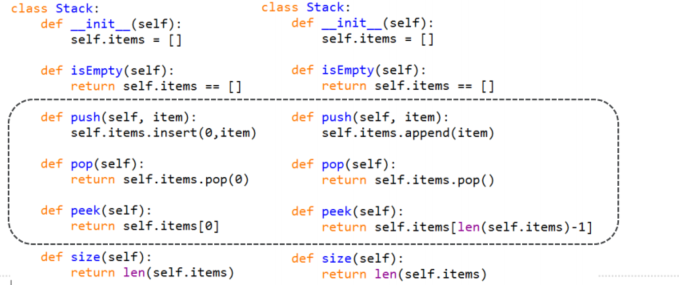 class Stack:
    def __init__(self):
        self.items = []

    def isEmpty(self):
        return self.items == []

    def push(self, item):
        self.items.insert(0,item)

    def pop(self):
        return self.items.pop(0)

    def peek(self):
        return self.items[0]

    def size(self):
        return len(self.items)

class Stack:
    def __init__(self):
        self.items = []

    def isEmpty(self):
        return self.items == []

    def push(self, item):
        self.items.append(item)

    def pop(self):
        return self.items.pop()

    def peek(self):
        return self.items[len(self.items)-1]

    def size(self):
        return len(self.items)